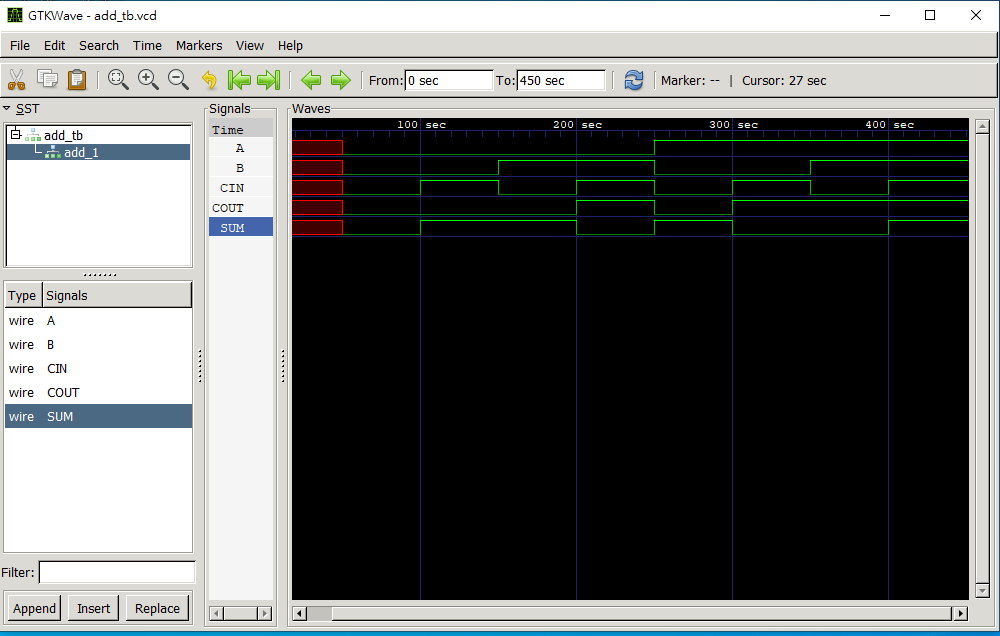 GTKWave - add_tb.vcd
File Edit Search Time Markers View Help
From: 0 sec To: 450 sec Marker: -- | Cursor: 27 sec
SST
add_tb
add_1
Type Signals
wire A
wire B
wire CIN
wire COUT
wire SUM
Filter:
Append Insert Replace
Signals
Time
A
B
CIN
COUT
SUM
Waves
100 sec 200 sec 300 sec 400 sec